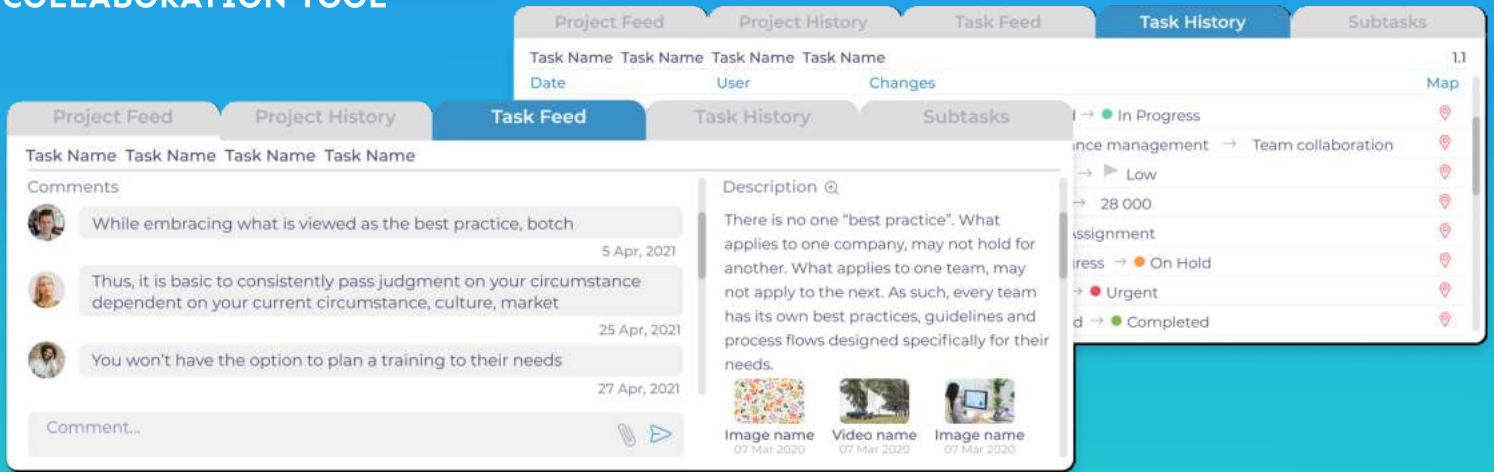 COLLABORATION TOOL
Project Feed Project History Task Feed Task History Subtasks
Task Name Task Name Task Name Task Name 1.1
Date User Changes Map
→ In Progress
management → Team collaboration
→ Low
→ 28 000
Assignment
→ On Hold
→ Urgent
→ Completed
Project Feed Project History Task Feed Task History Subtasks
Task Name Task Name Task Name Task Name
Comments
While embracing what is viewed as the best practice, botch
5 Apr, 2021
Thus, it is basic to consistently pass judgment on your circumstance
dependent on your current circumstance, culture, market
25 Apr, 2021
You won't have the option to plan a training to their needs
27 Apr, 2021
Comment...
Description
There is no one “best practice”. What
applies to one company, may not hold for
another. What applies to one team, may
not apply to the next. As such, every team
has its own best practices, guidelines and
process flows designed specifically for their
needs.
Image name Video name Image name
07 Mar 2020 07 Mar 2020 07 Mar 2020